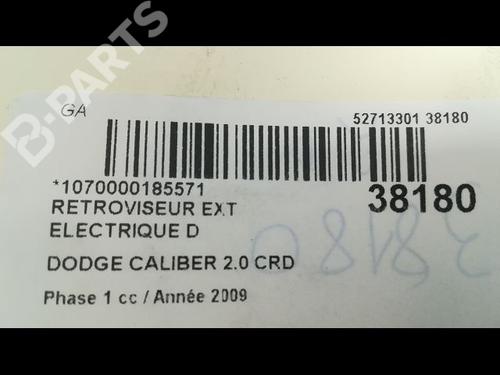 B-PARTS
GA
52713301 38180
*1070000185571
38180
RETROVISEUR EXT
ELECTRIQUE D
38180
DODGE CALIBER 2.0 CRD
Phase 1 cc / Année 2009